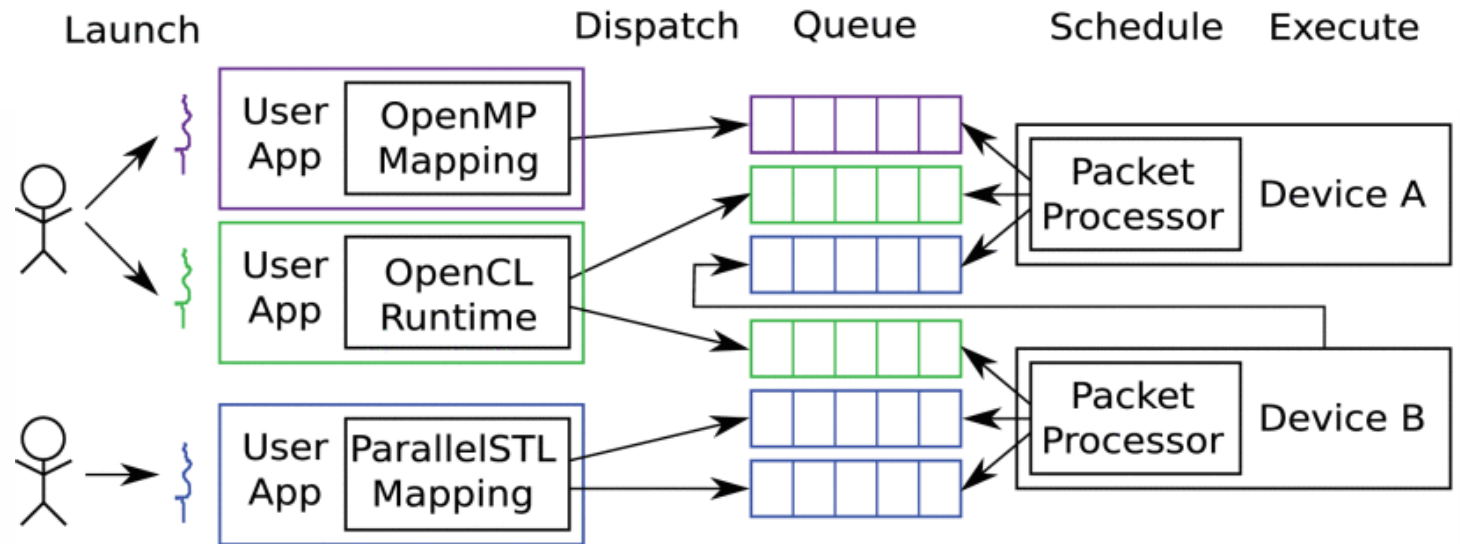 Launch
Dispatch
Queue
Schedule
Execute
User
App
OpenMP
Mapping
User
App
OpenCL
Runtime
User
App
ParallelSTL
Mapping
Packet
Processor
Device A
Packet
Processor
Device B